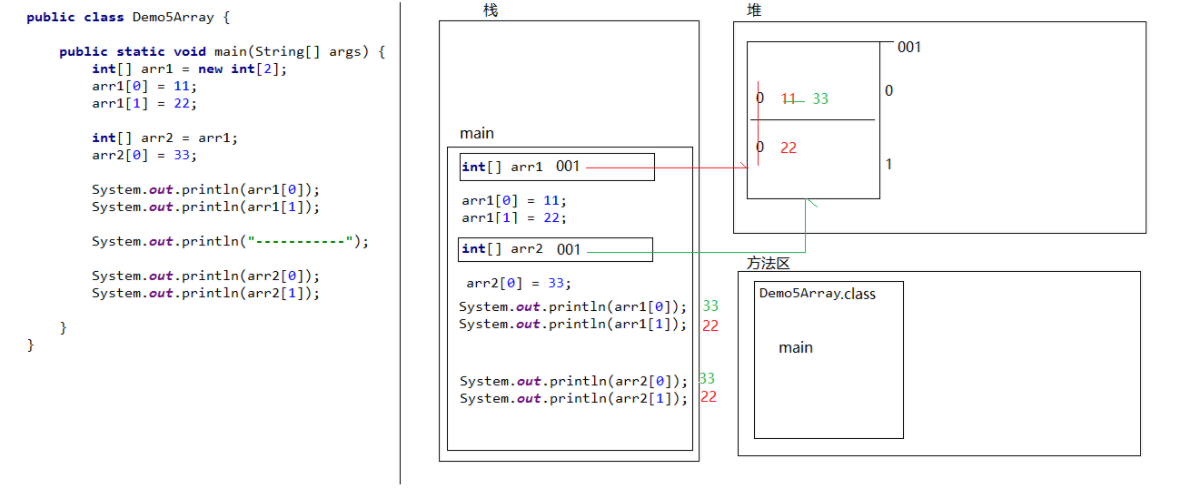 public class Demo5Array {
public static void main(String[] args) {
int[] arr1 = new int[2];
arr1[0] = 11;
arr1[1] = 22;
int[] arr2 = arr1;
arr2[0] = 33;
System.out.println(arr1[0]);
System.out.println(arr1[1]);
System.out.println("-----------");
System.out.println(arr2[0]);
System.out.println(arr2[1]);
}
}
栈
main
int[] arr1 001
arr1[0] = 11;
arr1[1] = 22;
int[] arr2 001
arr2[0] = 33;
System.out.println(arr1[0]); 33
System.out.println(arr1[1]); 22
System.out.println(arr2[0]); 33
System.out.println(arr2[1]); 22
堆
001
0 11 33 0
0 22 1
方法区
Demo5Array.class
main